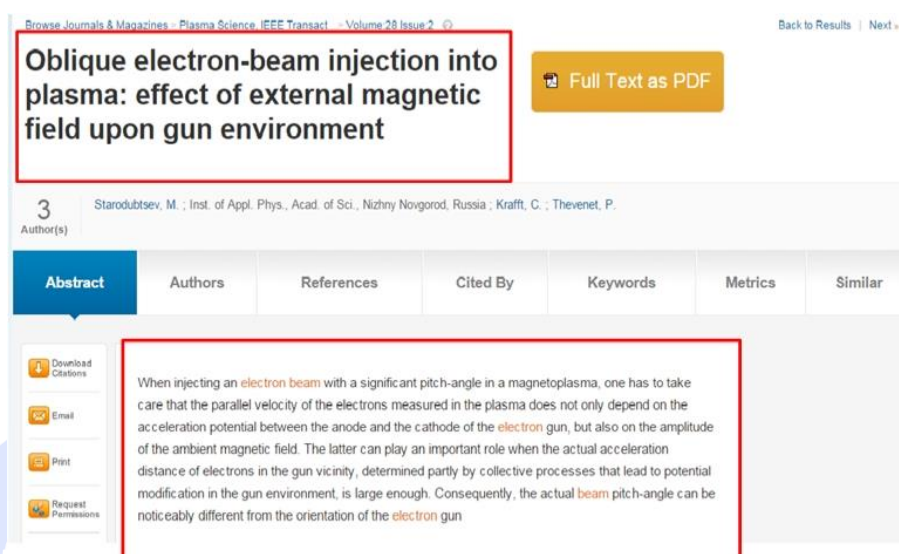 Browse Journals & Magazines > Plasma Science, IEEE Transact... > Volume:28 Issue:2
Back to Results | Next »
Oblique electron-beam injection into
plasma: effect of external magnetic
field upon gun environment
Full Text as PDF
3
Author(s)
Starodubtsev, M. ; Inst. of Appl. Phys., Acad. of Sci., Nizhny Novgorod, Russia ; Krafft, C. ; Thevenet, P.
Abstract Authors References Cited By Keywords Metrics Similar
Download
Citations
Email
Print
Request
Permissions
When injecting an electron beam with a significant pitch-angle in a magnetoplasma, one has to take
care that the parallel velocity of the electrons measured in the plasma does not only depend on the
acceleration potential between the anode and the cathode of the electron gun, but also on the amplitude
of the ambient magnetic field. The latter can play an important role when the actual acceleration
distance of electrons in the gun vicinity, determined partly by collective processes that lead to potential
modification in the gun environment, is large enough. Consequently, the actual beam pitch-angle can be
noticeably different from the orientation of the electron gun